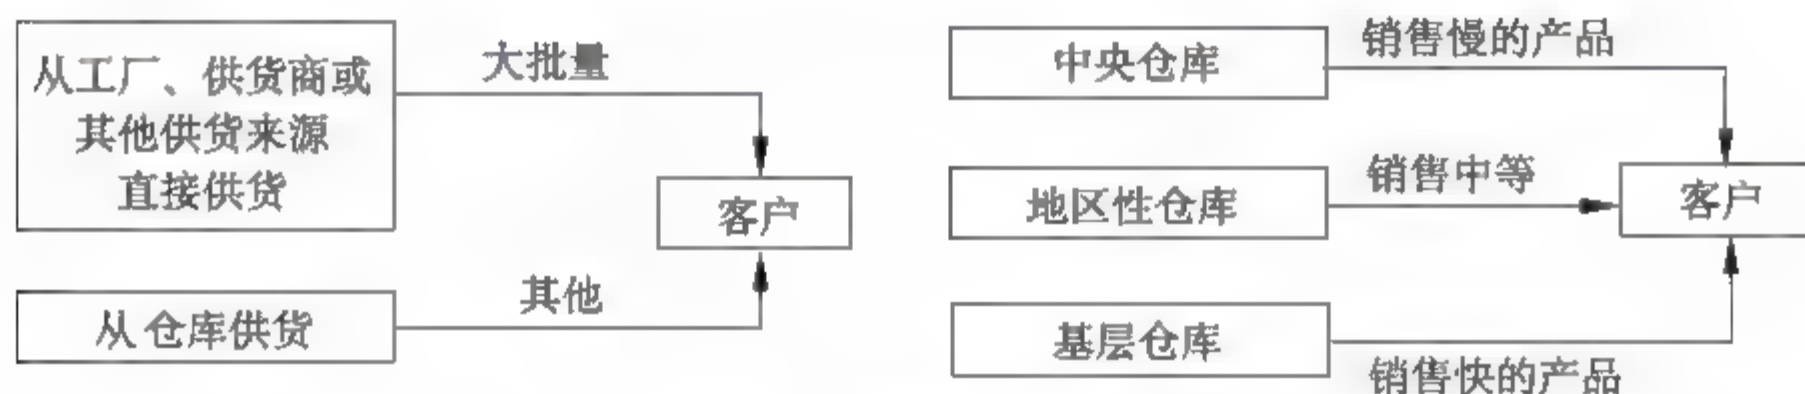 从工厂、供货商或
其他供货来源
直接供货
大批量
客户
其他
从仓库供货
中央仓库
销售慢的产品
地区性仓库
销售中等
客户
基层仓库
销售快的产品